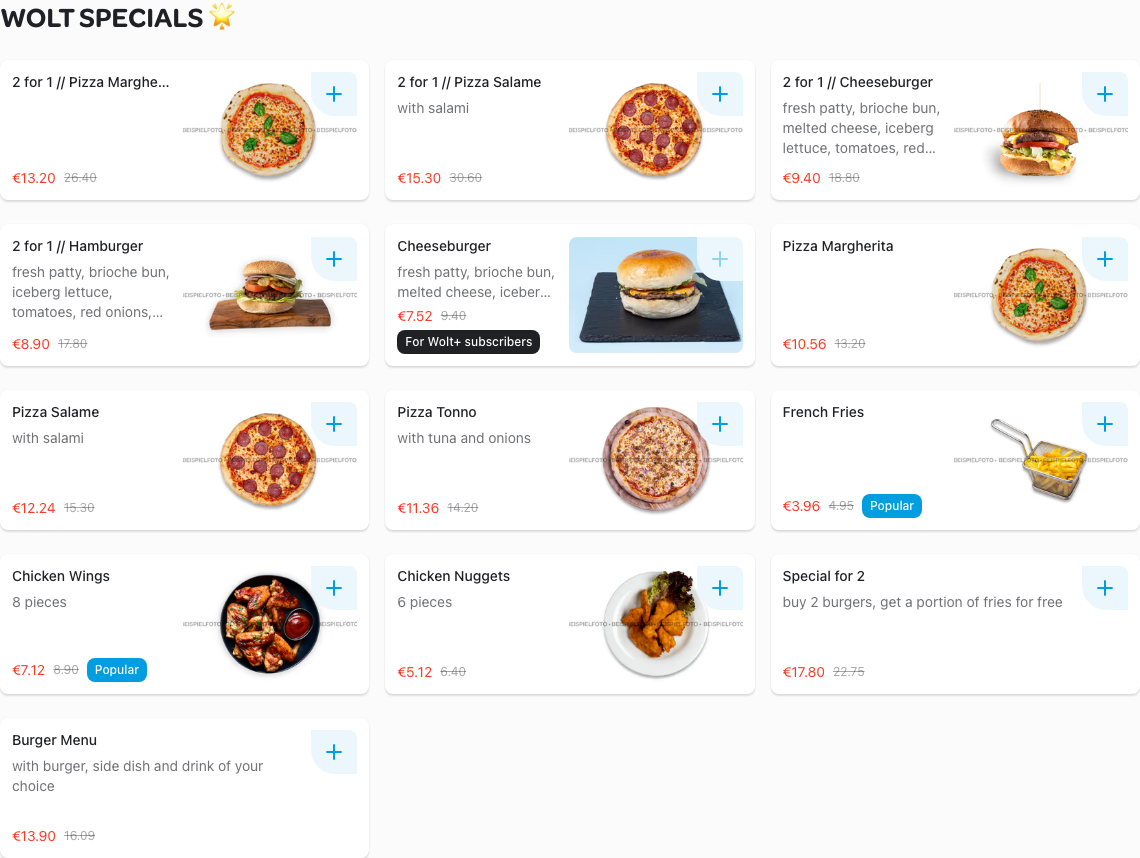 WOLT SPECIALS 🌟
2 for 1 // Pizza Marghe...
BEISPIELFOTO • BEISPIELFOTO • BEISPIELFOTO
€13.20 26.40
2 for 1 // Pizza Salame
with salami
€15.30 30.60
2 for 1 // Cheeseburger
fresh patty, brioche bun,
melted cheese, iceberg
lettuce, tomatoes, red...
€9.40 18.80
2 for 1 // Hamburger
fresh patty, brioche bun,
iceberg lettuce,
tomatoes, red onions,...
€8.90 17.80
Cheeseburger
fresh patty, brioche bun,
melted cheese, iceber...
€7.52 9.40
For Wolt+ subscribers
Pizza Margherita
€10.56 13.20
Pizza Salame
with salami
€12.24 15.30
Pizza Tonno
with tuna and onions
€11.36 14.20
French Fries
€3.96 4.95 Popular
Chicken Wings
8 pieces
€7.12 8.90 Popular
Chicken Nuggets
6 pieces
€5.12 6.40
Special for 2
buy 2 burgers, get a portion of fries for free
€17.80 22.75
Burger Menu
with burger, side dish and drink of your
choice
€13.90 16.09